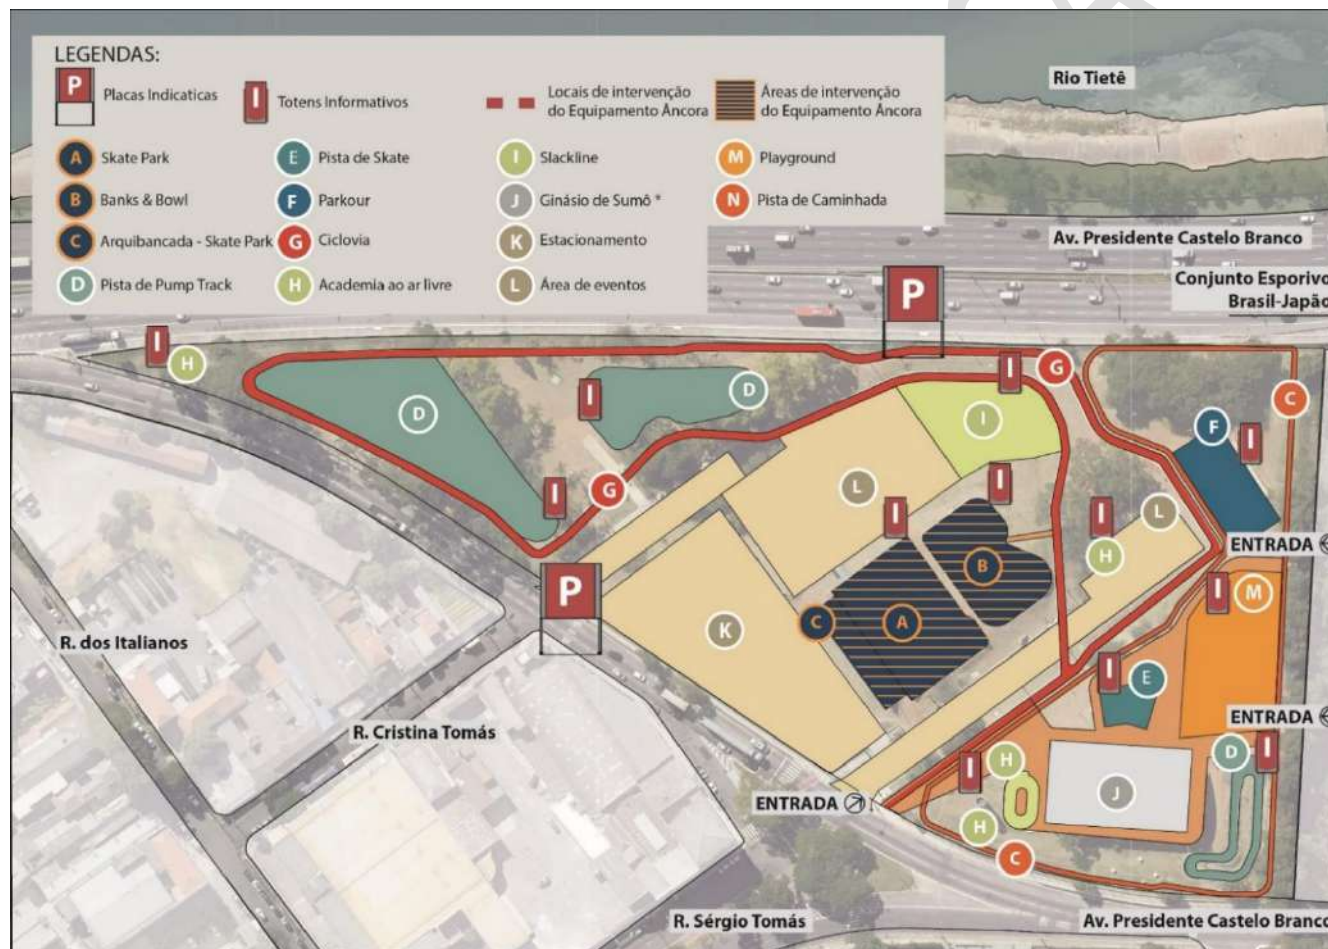 LEGENDAS:
P Placas Indicaticas
I Totens Informativos
Locais de intervenção
do Equipamento Âncora
Áreas de intervenção
do Equipamento Âncora
A Skate Park
E Pista de Skate
I Slackline
M Playground
B Banks & Bowl
F Parkour
J Ginásio de Sumô *
N Pista de Caminhada
C Arquibancada - Skate Park
G Ciclovia
K Estacionamento
D Pista de Pump Track
H Academia ao ar livre
L Área de eventos
Rio Tietê
Av. Presidente Castelo Branco
Conjunto Esporivo
Brasil-Japão
P
I
H
I
G
D
I
D
I
C
F
I
I
G
L
I
I
I
L
B
H
ENTRADA
P
I
M
C
A
K
R. dos Italianos
I
E
R. Cristina Tomás
ENTRADA
D
I
I
H
J
ENTRADA
H
C
R. Sérgio Tomás
Av. Presidente Castelo Branco